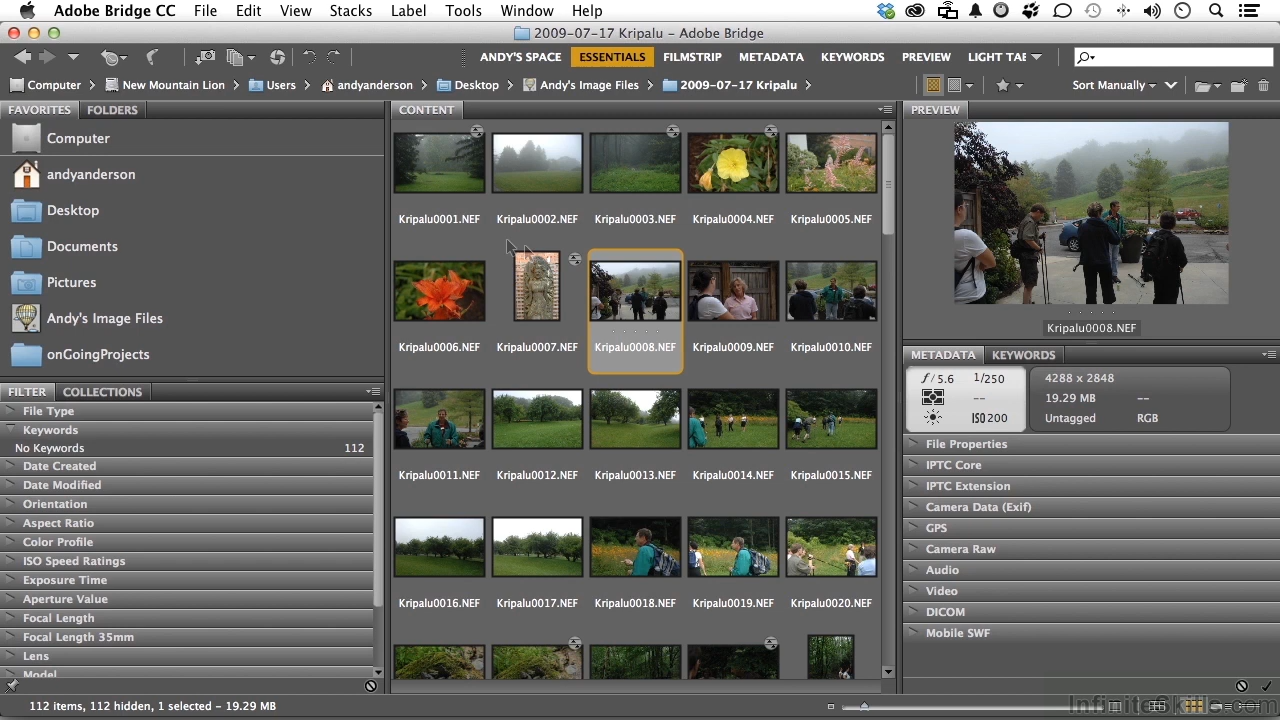 Adobe Bridge CC File Edit View Stacks Label Tools Window Help
2009-07-17 Kripalu – Adobe Bridge
ANDY'S SPACE ESSENTIALS FILMSTRIP METADATA KEYWORDS PREVIEW LIGHT TAE
Computer New Mountain Lion Users andyanderson Desktop Andy's Image Files 2009-07-17 Kripalu Sort Manually
FAVORITES FOLDERS
Computer
andyanderson
Desktop
Documents
Pictures
Andy's Image Files
onGoingProjects
FILTER COLLECTIONS
File Type
Keywords
No Keywords 112
Date Created
Date Modified
Orientation
Aspect Ratio
Color Profile
ISO Speed Ratings
Exposure Time
Aperture Value
Focal Length
Focal Length 35mm
Lens
Model
CONTENT
Kripalu0001.NEF Kripalu0002.NEF Kripalu0003.NEF Kripalu0004.NEF Kripalu0005.NEF
Kripalu0006.NEF Kripalu0007.NEF Kripalu0008.NEF Kripalu0009.NEF Kripalu0010.NEF
Kripalu0011.NEF Kripalu0012.NEF Kripalu0013.NEF Kripalu0014.NEF Kripalu0015.NEF
Kripalu0016.NEF Kripalu0017.NEF Kripalu0018.NEF Kripalu0019.NEF Kripalu0020.NEF
PREVIEW
Kripalu0008.NEF
METADATA KEYWORDS
f/5.6 1/250
--
ISO200
4288 x 2848
19.29 MB --
Untagged RGB
File Properties
IPTC Core
IPTC Extension
Camera Data (Exif)
GPS
Camera Raw
Audio
Video
DICOM
Mobile SWF
112 items, 112 hidden, 1 selected - 19.29 MB
InfiniteSkills.com